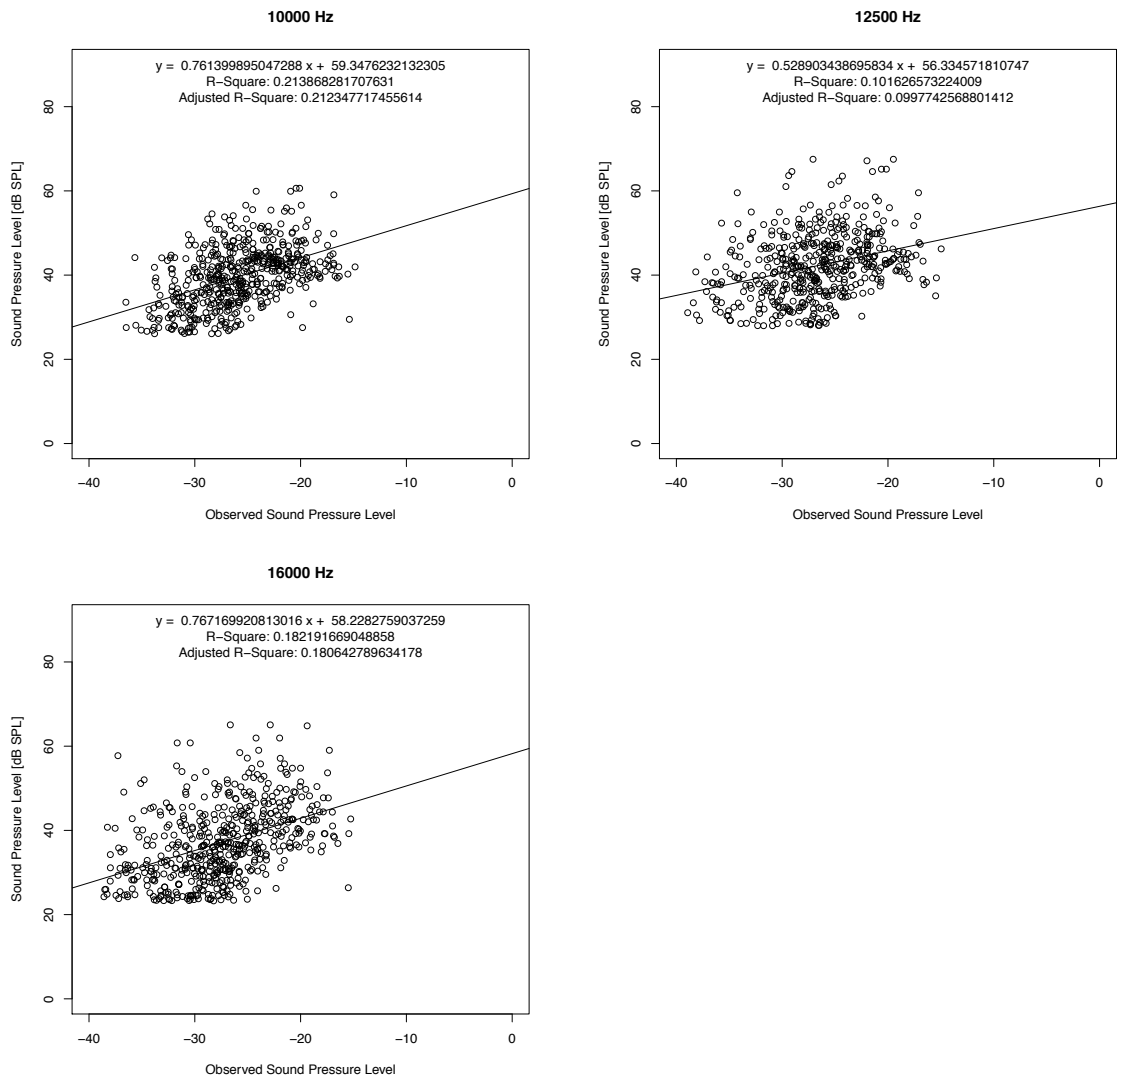 10000 Hz
y = 0.761399895047288 x + 59.3476232132305
R−Square: 0.213868281707631
Adjusted R−Square: 0.212347717455614
Sound Pressure Level [dB SPL]
80
60
40
20
0
−40 −30 −20 −10 0
Observed Sound Pressure Level
12500 Hz
y = 0.528903438695834 x + 56.334571810747
R−Square: 0.101626573224009
Adjusted R−Square: 0.0997742568801412
Sound Pressure Level [dB SPL]
80
60
40
20
0
−40 −30 −20 −10 0
Observed Sound Pressure Level
16000 Hz
y = 0.767169920813016 x + 58.2282759037259
R−Square: 0.182191669048858
Adjusted R−Square: 0.180642789634178
Sound Pressure Level [dB SPL]
80
60
40
20
0
−40 −30 −20 −10 0
Observed Sound Pressure Level